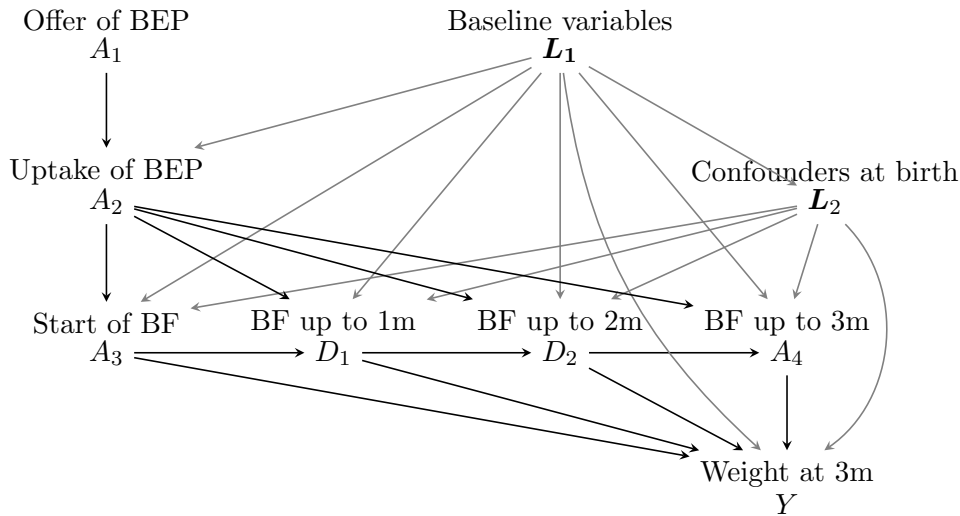 Offer of BEP
A₁
Baseline variables
L₁
Uptake of BEP
A₂
Confounders at birth
L₂
Start of BF
A₃
BF up to 1m
D₁
BF up to 2m
D₂
BF up to 3m
A₄
Weight at 3m
Y